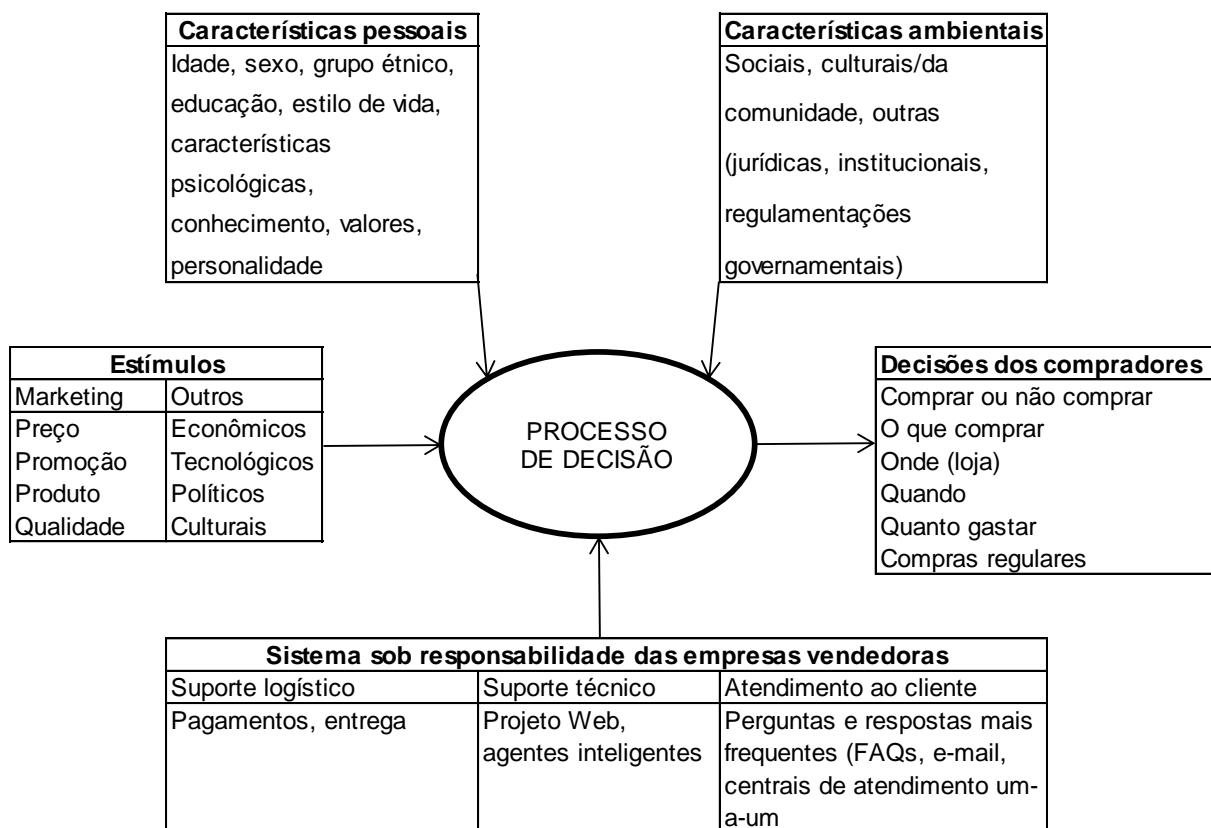 Características pessoais
Idade, sexo, grupo étnico,
educação, estilo de vida,
características
psicológicas,
conhecimento, valores,
personalidade
Características ambientais
Sociais, culturais/da
comunidade, outras
(jurídicas, institucionais,
regulamentações
governamentais)
Estímulos
Marketing
Outros
Preço
Econômicos
Promoção
Tecnológicos
Produto
Políticos
Qualidade
Culturais
PROCESSO
DE DECISÃO
Decisões dos compradores
Comprar ou não comprar
O que comprar
Onde (loja)
Quando
Quanto gastar
Compras regulares
Sistema sob responsabilidade das empresas vendedoras
Suporte logístico
Pagamentos, entrega
Suporte técnico
Projeto Web,
agentes inteligentes
Atendimento ao cliente
Perguntas e respostas mais
frequentes (FAQs, e-mail,
centrais de atendimento um-
a-um